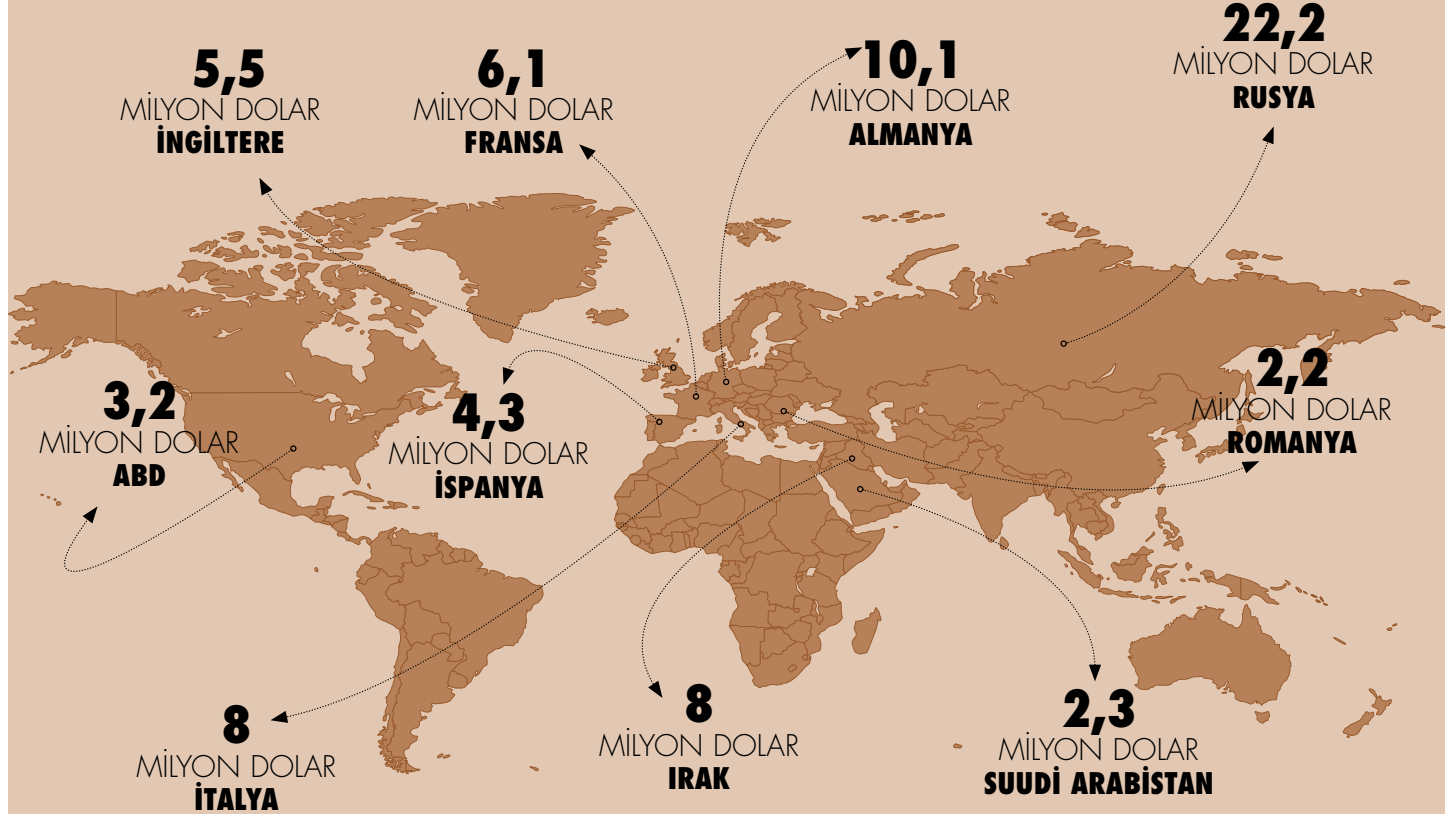 5,5
MİLYON DOLAR
İNGİLTERE
6,1
MİLYON DOLAR
FRANSA
10,1
MİLYON DOLAR
ALMANYA
22,2
MİLYON DOLAR
RUSYA
3,2
MİLYON DOLAR
ABD
4,3
MİLYON DOLAR
İSPANYA
2,2
MİLYON DOLAR
ROMANYA
8
MİLYON DOLAR
İTALYA
8
MİLYON DOLAR
IRAK
2,3
MİLYON DOLAR
SUUDİ ARABİSTAN